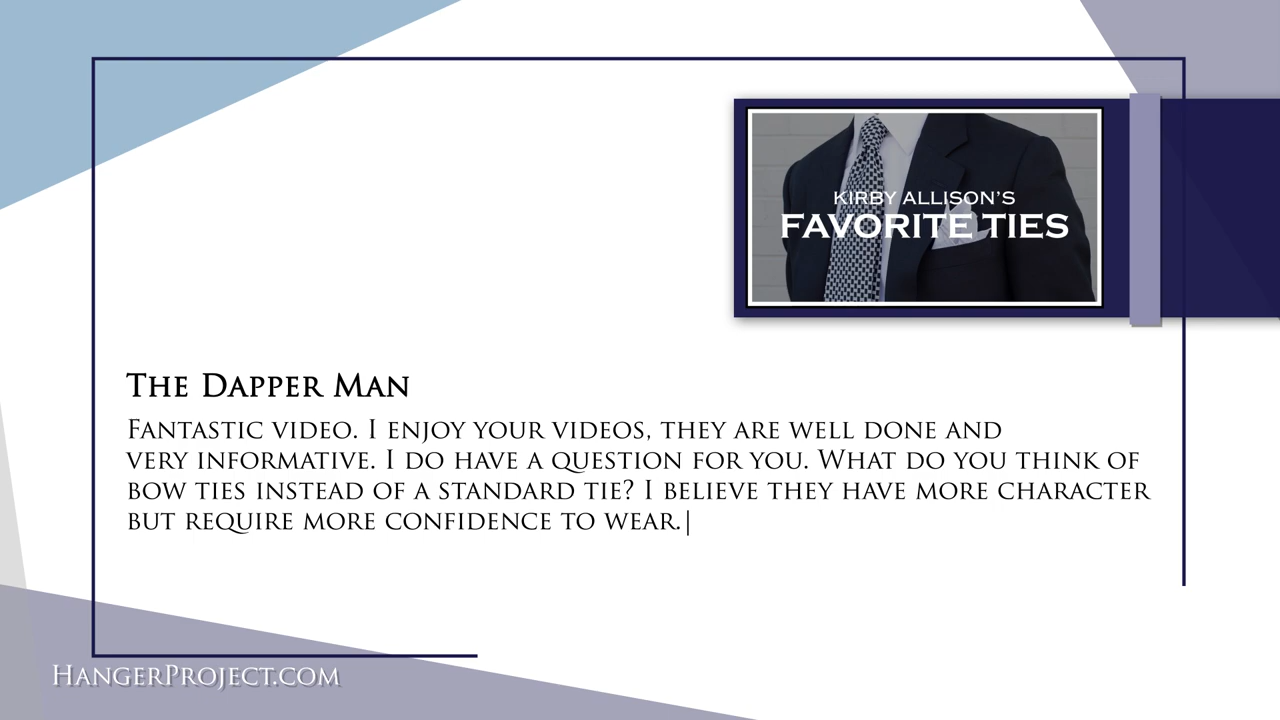 KIRBY ALLISON'S
FAVORITE TIES
The Dapper Man
Fantastic video. I enjoy your videos, they are well done and
very informative. I do have a question for you. What do you think of
bow ties instead of a standard tie? I believe they have more character
but require more confidence to wear.|
HangerProject.com